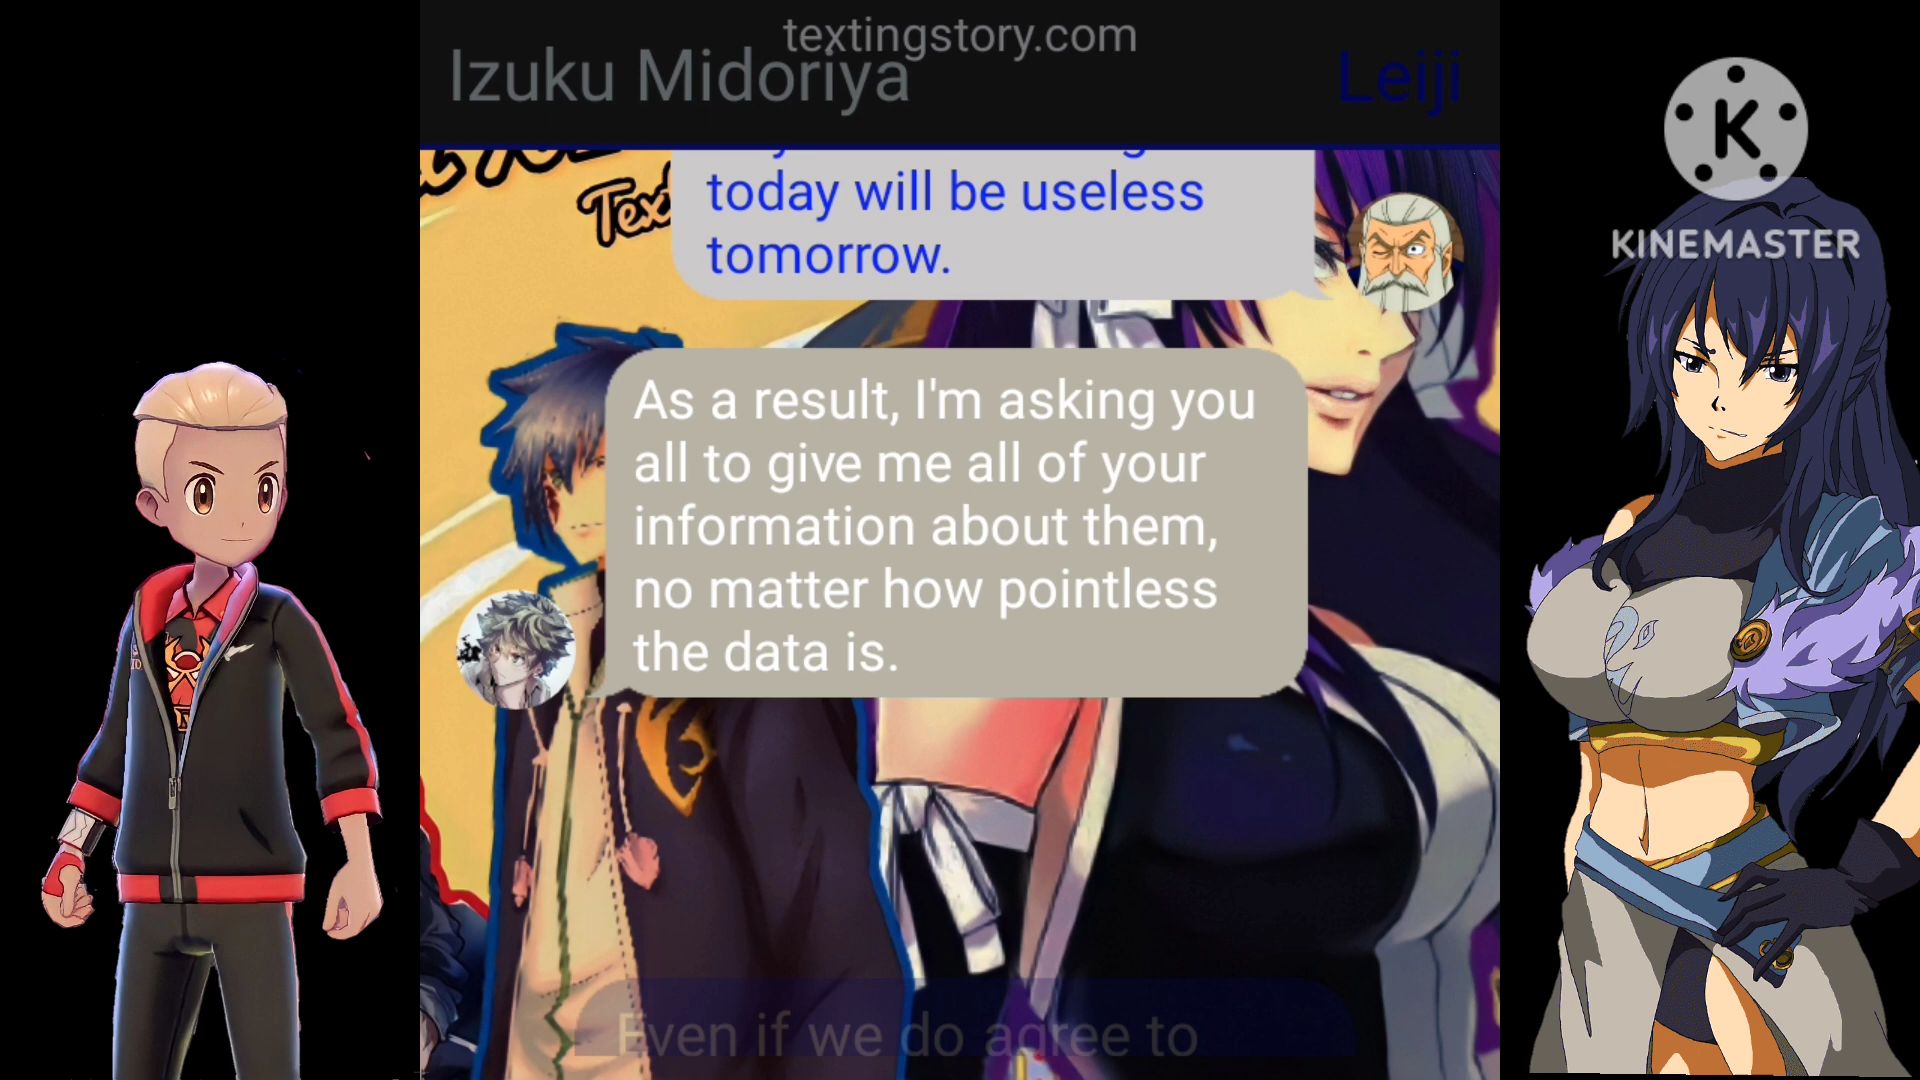 textingstory.com
Izuku Midoriya
Leiji
K
KINEMASTER
Tex
today will be useless
tomorrow.
As a result, I'm asking you
all to give me all of your
information about them,
no matter how pointless
the data is.
Even if we do agree to